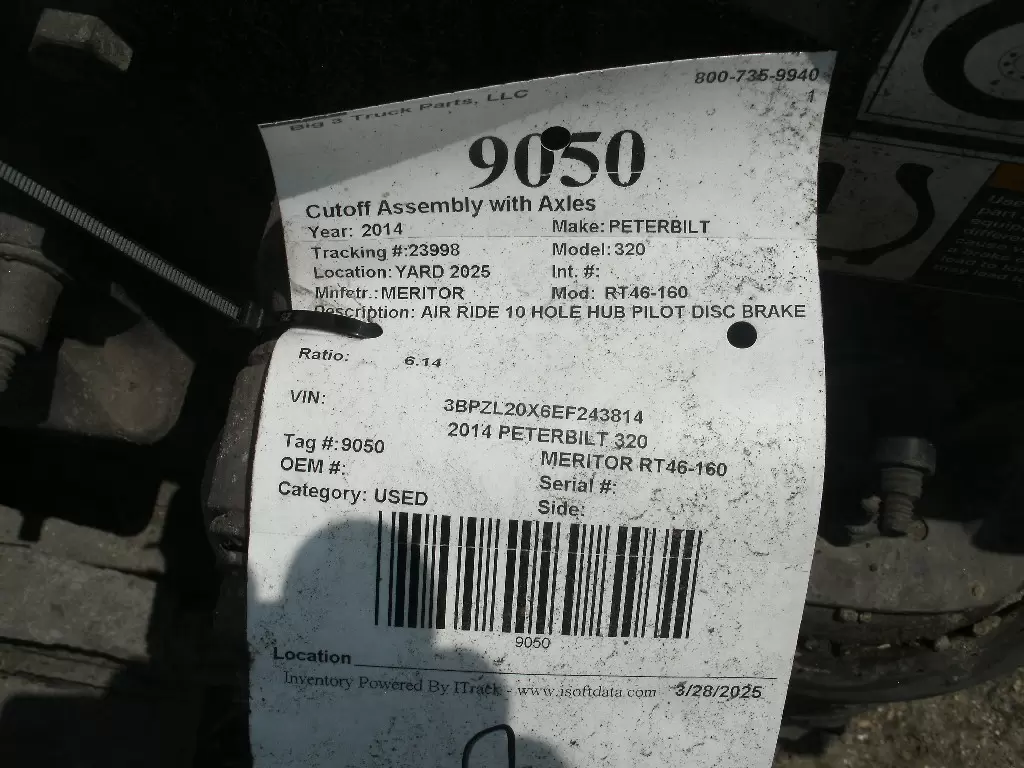 Big 3 Truck Parts, LLC 800-735-9940
1
9050
Cutoff Assembly with Axles
Year: 2014 Make: PETERBILT
Tracking #:23998 Model: 320
Location: YARD 2025 Int. #:
Mnfctr.: MERITOR Mod: RT46-160
Description: AIR RIDE 10 HOLE HUB PILOT DISC BRAKE
Ratio: 6.14
VIN: 3BPZL20X6EF243814
2014 PETERBILT 320
Tag #: 9050 MERITOR RT46-160
OEM #: Serial #:
Category: USED Side:
9050
Location
Inventory Powered By ITrack - www.isoftdata.com 3/28/2025